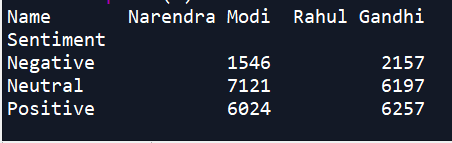 Name Narendra Modi Rahul Gandhi
Sentiment
Negative 1546 2157
Neutral 7121 6197
Positive 6024 6257